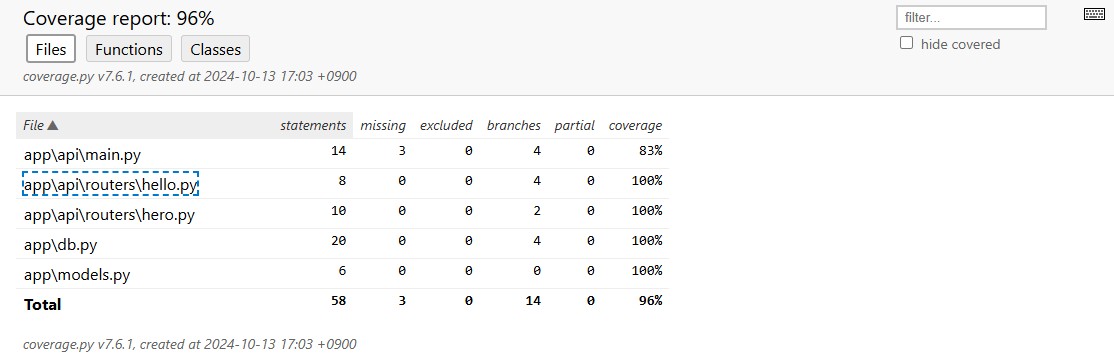 Coverage report: 96%
filter...
hide covered
Files Functions Classes
coverage.py v7.6.1, created at 2024-10-13 17:03 +0900
File ▲ statements missing excluded branches partial coverage
app\api\main.py 14 3 0 4 0 83%
app\api\routers\hello.py 8 0 0 4 0 100%
app\api\routers\hero.py 10 0 0 2 0 100%
app\db.py 20 0 0 4 0 100%
app\models.py 6 0 0 0 0 100%
Total 58 3 0 14 0 96%
coverage.py v7.6.1, created at 2024-10-13 17:03 +0900